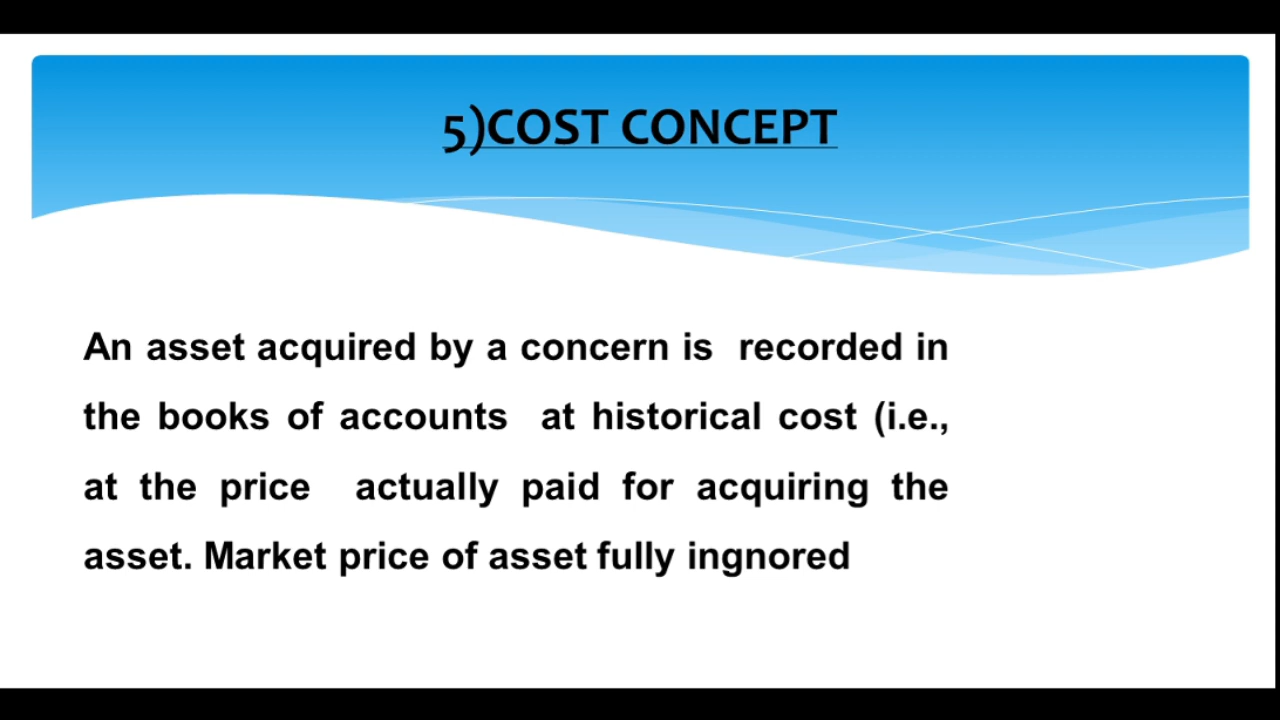 5)COST CONCEPT
An asset acquired by a concern is recorded in
the books of accounts at historical cost (i.e.,
at the price actually paid for acquiring the
asset. Market price of asset fully ingnored